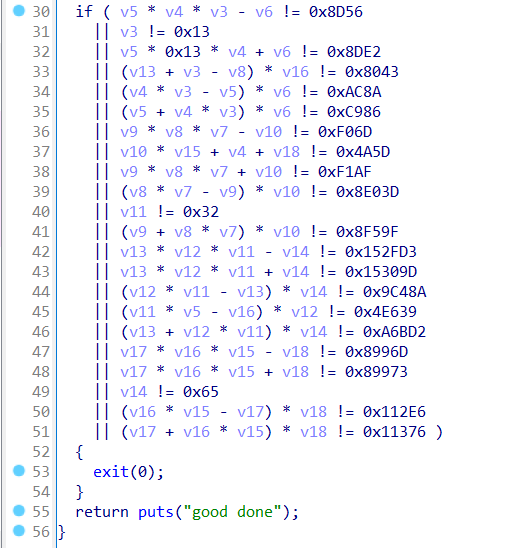 30 if ( v5 * v4 * v3 - v6 != 0x8D56
31 || v3 != 0x13
32 || v5 * 0x13 * v4 + v6 != 0x8DE2
33 || (v13 + v3 - v8) * v16 != 0x8043
34 || (v4 * v3 - v5) * v6 != 0xAC8A
35 || (v5 + v4 * v3) * v6 != 0xC986
36 || v9 * v8 * v7 - v10 != 0xF06D
37 || v10 * v15 + v4 + v18 != 0x4A5D
38 || v9 * v8 * v7 + v10 != 0xF1AF
39 || (v8 * v7 - v9) * v10 != 0x8E03D
40 || v11 != 0x32
41 || (v9 + v8 * v7) * v10 != 0x8F59F
42 || v13 * v12 * v11 - v14 != 0x152FD3
43 || v13 * v12 * v11 + v14 != 0x15309D
44 || (v12 * v11 - v13) * v14 != 0x9C48A
45 || (v11 * v5 - v16) * v12 != 0x4E639
46 || (v13 + v12 * v11) * v14 != 0xA6BD2
47 || v17 * v16 * v15 - v18 != 0x8996D
48 || v17 * v16 * v15 + v18 != 0x89973
49 || v14 != 0x65
50 || (v16 * v15 - v17) * v18 != 0x112E6
51 || (v17 + v16 * v15) * v18 != 0x11376 )
52 {
53 exit(0);
54 }
55 return puts("good done");
56 }